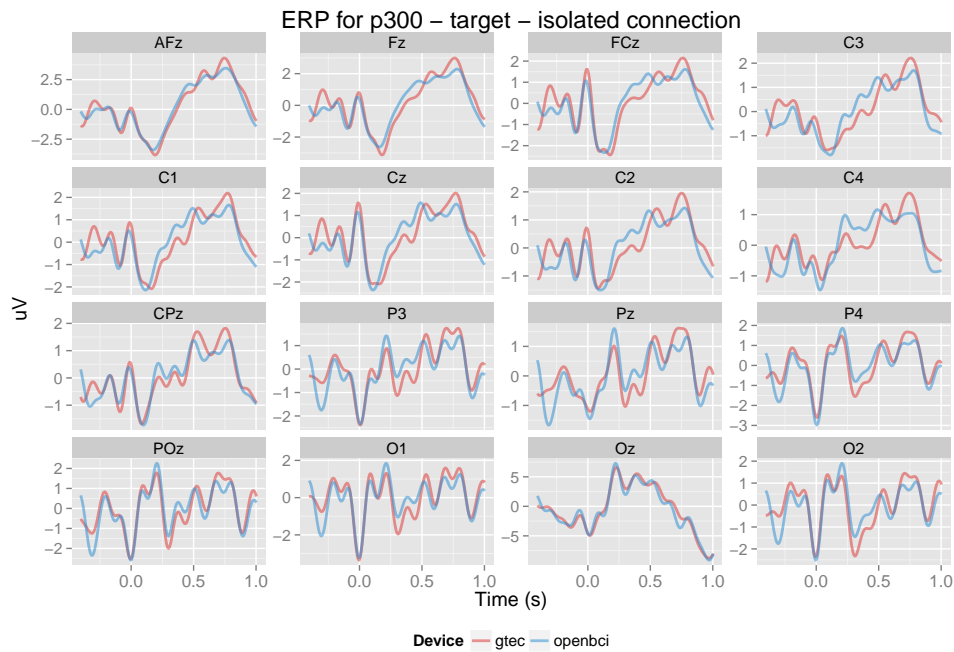 ERP for p300 – target – isolated connection
AFz Fz FCz C3
2.5 0.0 −2.5
2 0 −2
2 1 0 −1 −2
2 1 0 −1
C1 Cz C2 C4
2 1 0 −1 −2
2 1 0 −1 −2
2 1 0 −1
1 0 −1
CPz P3 Pz P4
2 1 0 −1
1 0 −1 −2
1 0 −1
2 1 0 −1 −2 −3
POz O1 Oz O2
2 1 0 −1 −2
2 0 −2
5 0 −5
2 1 0 −1 −2
0.0 0.5 1.0 0.0 0.5 1.0 0.0 0.5 1.0 0.0 0.5 1.0
uV
Time (s)
Device gtec openbci